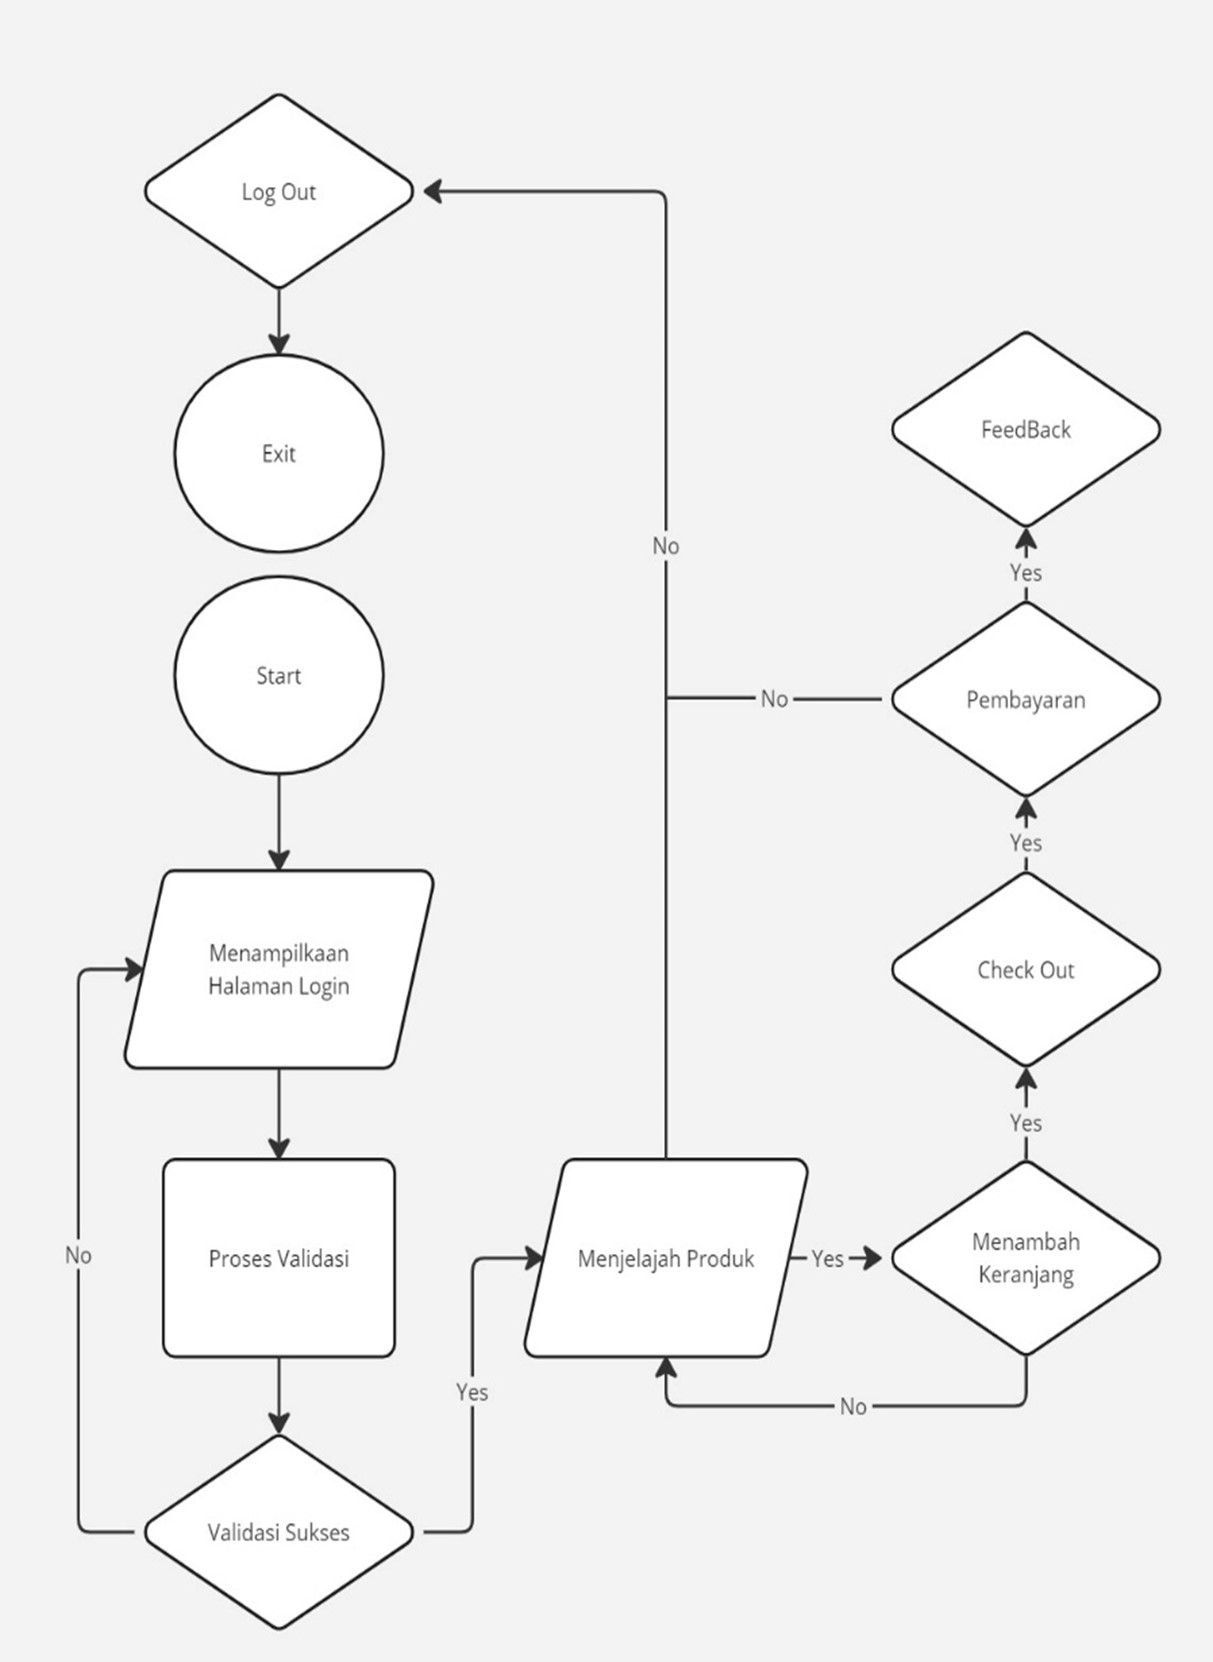 Log Out
Exit
Start
Menampilkaan
Halaman Login
Proses Validasi
Validasi Sukses
No
Yes
Menjelajah Produk
Yes
Menambah
Keranjang
No
Yes
Check Out
Yes
Pembayaran
No
No
Yes
FeedBack